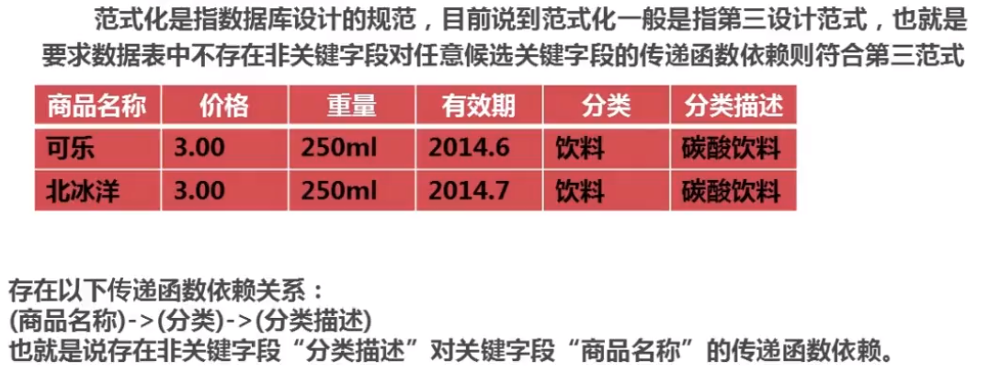 范式化是指数据库设计的规范，目前说到范式化一般是指第三设计范式，也就是
要求数据表中不存在非关键字段对任意候选关键字段的传递函数依赖则符合第三范式
商品名称 价格 重量 有效期 分类 分类描述
可乐 3.00 250ml 2014.6 饮料 碳酸饮料
北冰洋 3.00 250ml 2014.7 饮料 碳酸饮料
存在以下传递函数依赖关系：
(商品名称)->(分类)->(分类描述)
也就是说存在非关键字段“分类描述”对关键字段“商品名称”的传递函数依赖。